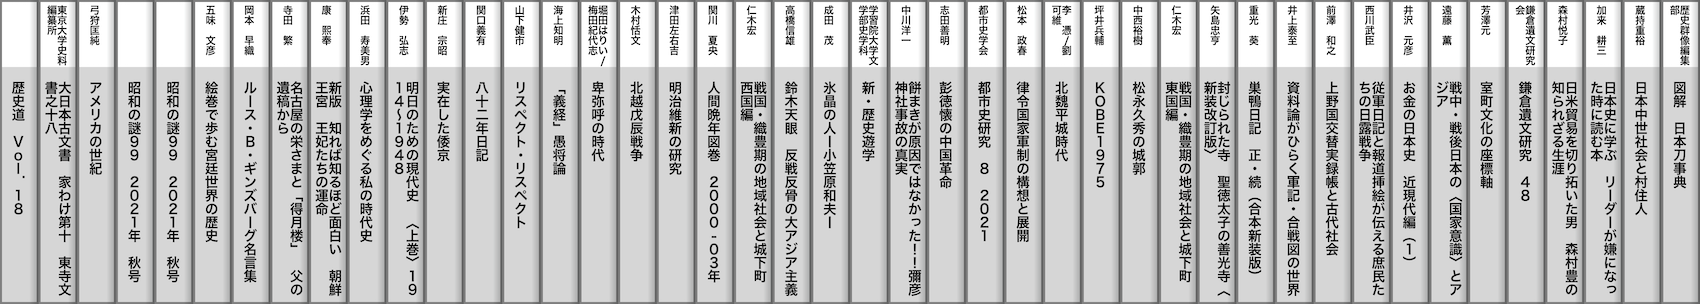 歴史群像編集
部
図解　日本刀事典
蔵持重裕
日本中世社会と村住人
加来　耕三
日本史に学ぶ　リーダーが嫌になっ
た時に読む本
森村悦子
日米貿易を切り拓いた男　森村豊の
知られざる生涯
鎌倉遺文研究
会
鎌倉遺文研究　４８
芳澤元
室町文化の座標軸
遠藤　薫
戦中・戦後日本の〈国家意識〉とア
ジア
井沢　元彦
お金の日本史　近現代編（１）
西川武臣
従軍日記と報道挿絵が伝える庶民た
ちの日露戦争
前澤　和之
上野国交替実録帳と古代社会
井上泰至
資料論がひらく軍記・合戦図の世界
重光　葵
巣鴨日記　正・続（合本新装版）
矢島忠亨
封じられた寺　聖徳太子の善光寺〈
新装改訂版〉
仁木宏
戦国・織豊期の地域社会と城下町
東国編
中西裕樹
松永久秀の城郭
坪井兵輔
ＫＯＢＥ１９７５
李　憑／劉
可維
北魏平城時代
松本　政春
律令国家軍制の構想と展開
都市史学会
都市史研究　８　２０２１
志田善明
彭徳懐の中国革命
中川洋一
餅まきが原因ではなかった！！彌彦
神社事故の真実
学習院大学文
学部史学科
新・歴史遊学
成田　茂
氷晶の人ー小笠原和夫ー
高橋信雄
鈴木天眼　反戦反骨の大アジア主義
仁木宏
戦国・織豊期の地域社会と城下町
西国編
関川　夏央
人間晩年図巻　２０００-０３年
津田左右吉
明治維新の研究
木村恬文
北越戊辰戦争
堀田はりい／
梅田紀代志
卑弥呼の時代
海上知明
「義経」愚将論
山下健市
リスペクト・リスペクト
関口義有
八十二年日記
新庄　宗昭
実在した倭京
伊勢　弘志
明日のための現代史　〈上巻〉１９
１４〜１９４８
浜田　寿美男
心理学をめぐる私の時代史
康　熙奉
新版　知れば知るほど面白い　朝鮮
王宮　王妃たちの運命
寺田　繁
名古屋の栄さまと「得月楼」　父の
遺稿から
岡本　早織
ルース・Ｂ・ギンズバーグ名言集
五味　文彦
絵巻で歩む宮廷世界の歴史
昭和の謎９９　２０２１年　秋号
昭和の謎９９　２０２１年　秋号
弓狩匡純
アメリカの世紀
東京大学史料
編纂所
大日本古文書　家わけ第十　東寺文
書之十八
歴史道　Ｖｏｌ．１８